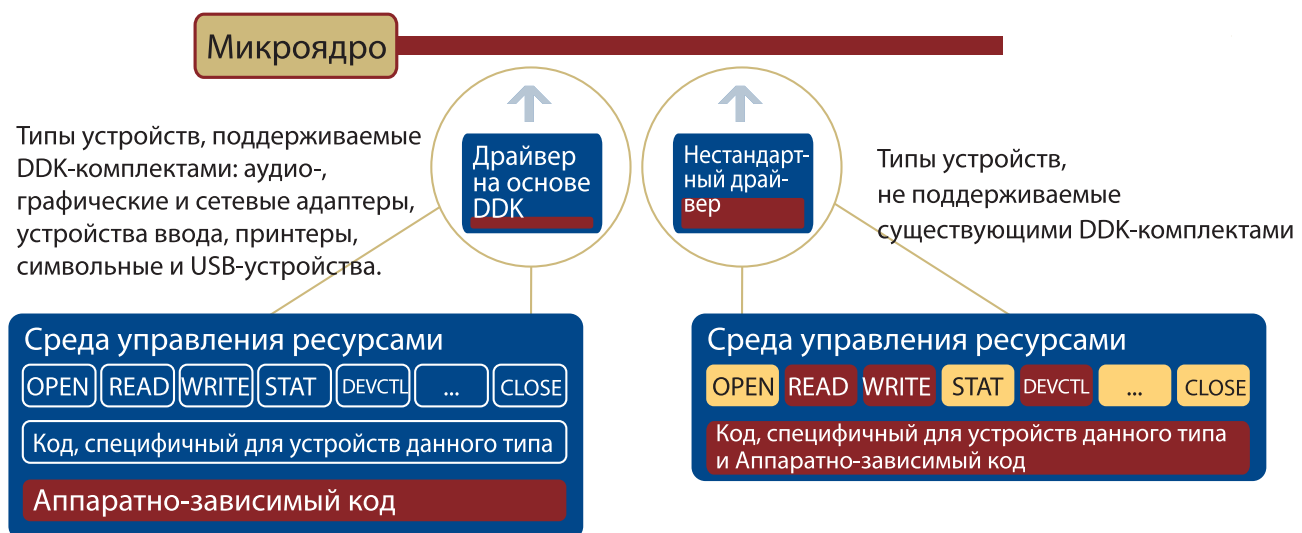 Микроядро
Типы устройств, поддерживаемые
DDK-комплектами: аудио-,
графические и сетевые адаптеры,
устройства ввода, принтеры,
символьные и USB-устройства.
Драйвер
на основе
DDK
Нестандарт-
ный драй-
вер
Типы устройств,
не поддерживаемые
существующими DDK-комплектами
Среда управления ресурсами
OPEN READ WRITE STAT DEVCTL ... CLOSE
Код, специфичный для устройств данного типа
Аппаратно-зависимый код
Среда управления ресурсами
OPEN READ WRITE STAT DEVCTL ... CLOSE
Код, специфичный для устройств данного типа
и Аппаратно-зависимый код